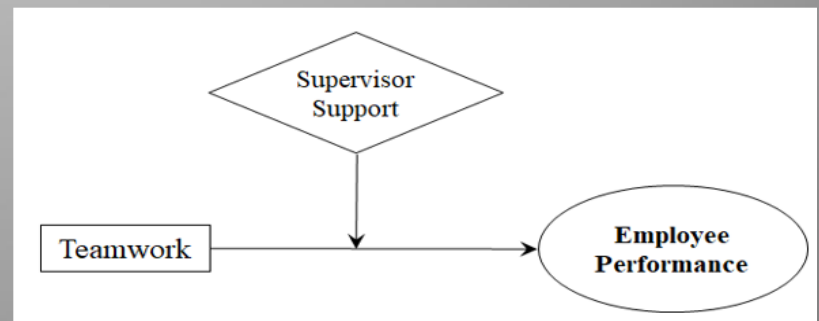 Supervisor
Support
Teamwork
Employee
Performance